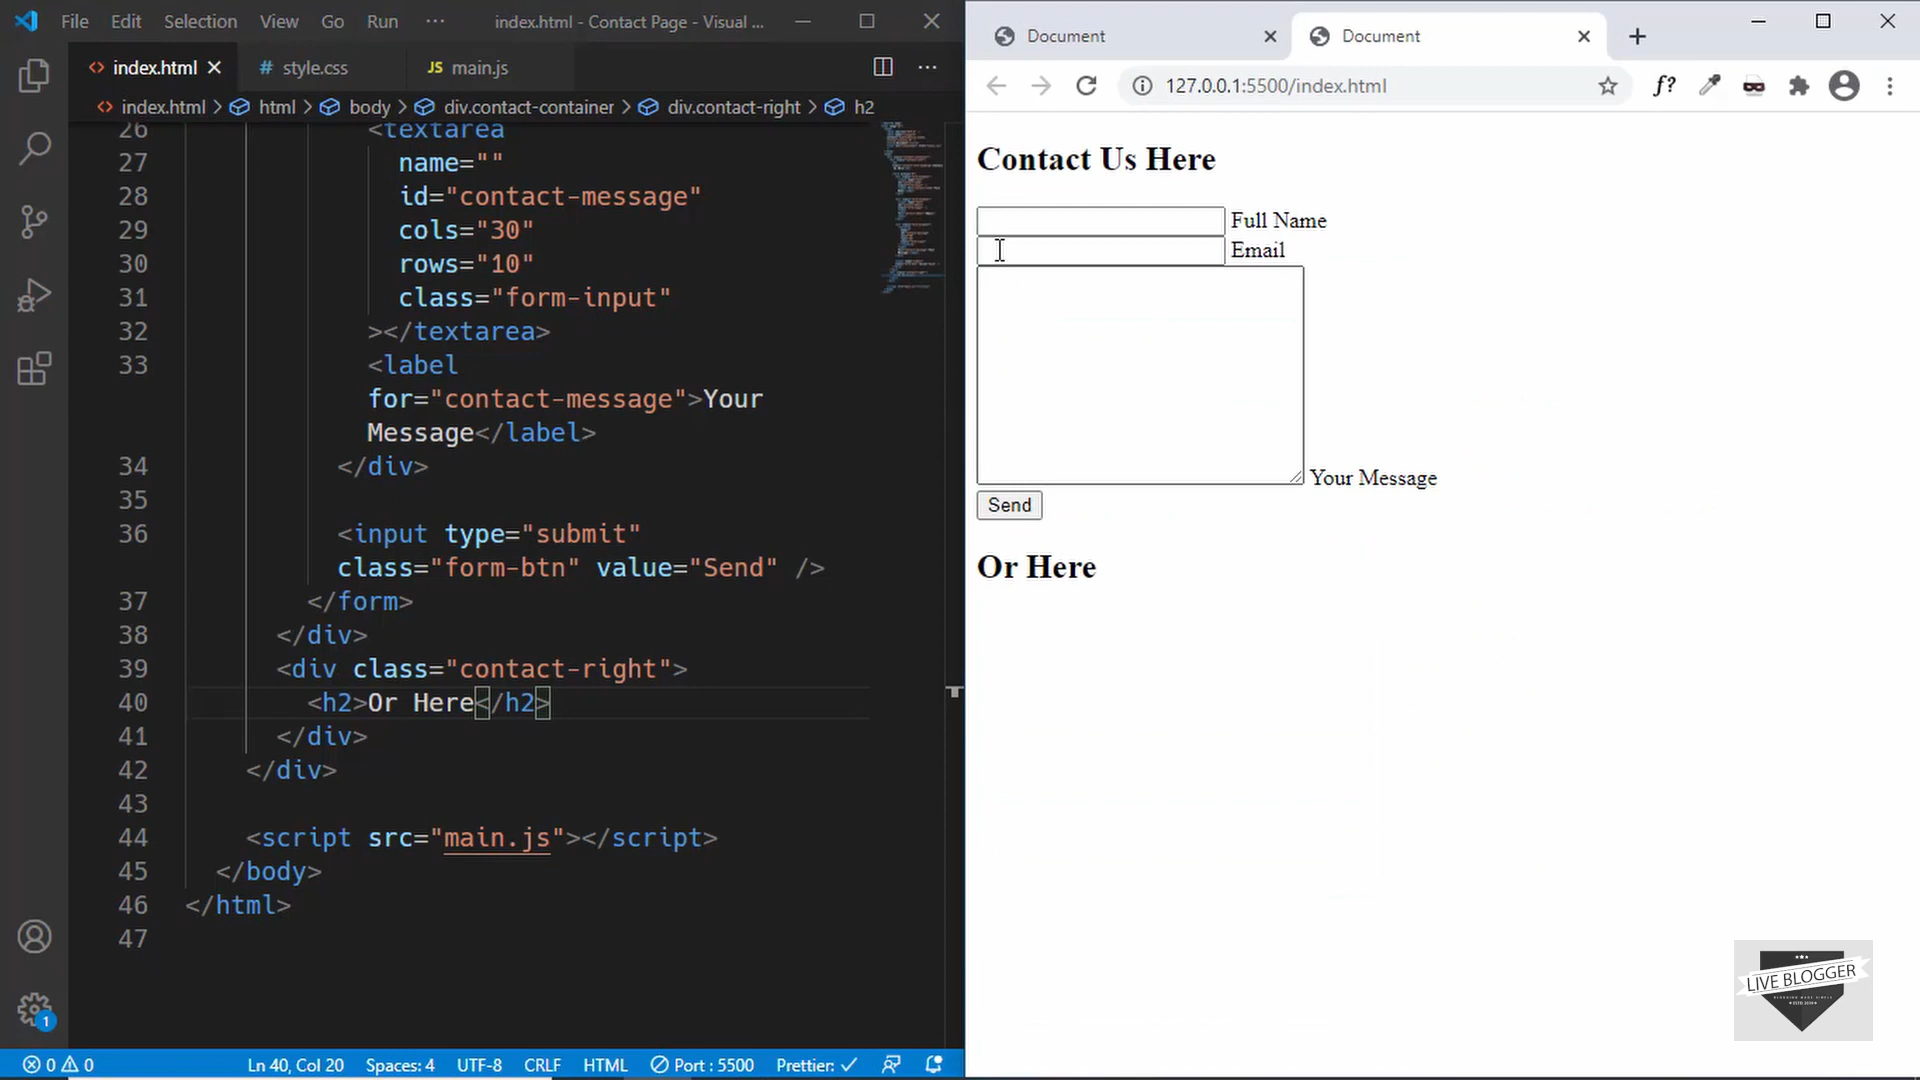 File Edit Selection View Go Run ··· index.html - Contact Page - Visual ...
index.html style.css JS main.js
index.html > html > body > div.contact-container > div.contact-right > h2
26 <textarea
27 name=""
28 id="contact-message"
29 cols="30"
30 rows="10"
31 class="form-input"
32 ></textarea>
33 <label
for="contact-message">Your
Message</label>
34 </div>
35
36 <input type="submit"
class="form-btn" value="Send" />
37 </form>
38 </div>
39 <div class="contact-right">
40 <h2>Or Here</h2>
41 </div>
42 </div>
43
44 <script src="main.js"></script>
45 </body>
46 </html>
47
1
0 0 Ln 40, Col 20 Spaces: 4 UTF-8 CRLF HTML Port : 5500 Prettier: ✓
Document Document
127.0.0.1:5500/index.html f?
Contact Us Here
Full Name
Email
Your Message
Send
Or Here
LIVE BLOGGER